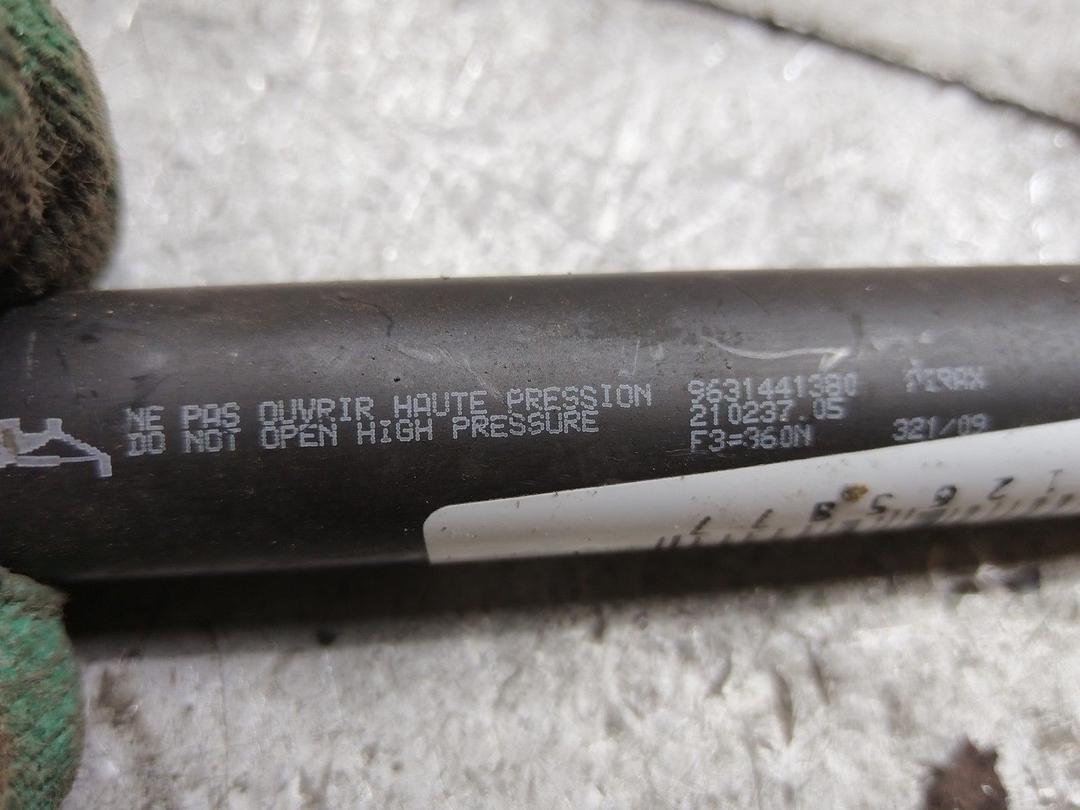 NE PAS OUVRIR HAUTE PRESSION
DO NOT OPEN HIGH PRESSURE
9631441380
210237.05
F3=360N
321/09